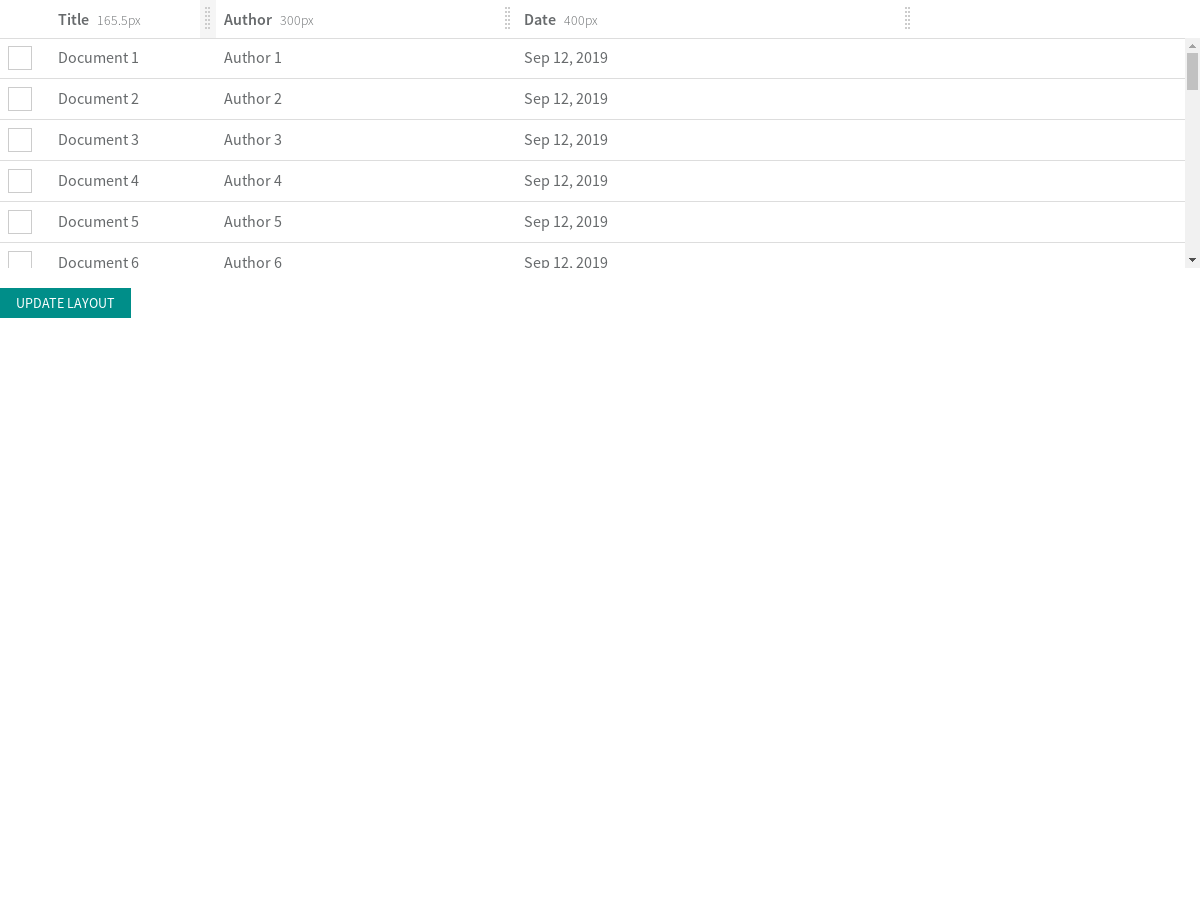 Title 165.5px Author 300px Date 400px
Document 1 Author 1 Sep 12, 2019
Document 2 Author 2 Sep 12, 2019
Document 3 Author 3 Sep 12, 2019
Document 4 Author 4 Sep 12, 2019
Document 5 Author 5 Sep 12, 2019
Document 6 Author 6 Sep 12, 2019
UPDATE LAYOUT